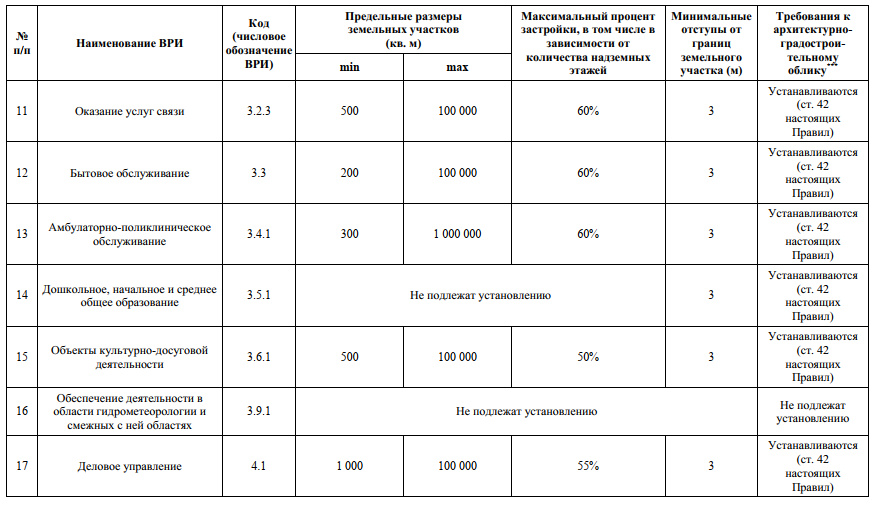 №
п/п
Наименование ВРИ
Код
(числовое
обозначение
ВРИ)
Предельные размеры
земельных участков
(кв. м)
min
max
Максимальный процент
застройки, в том числе в
зависимости от
количества надземных
этажей
Минимальные
отступы от
границ
земельного
участка (м)
Требования к
архитектурно-
градострои-
тельному
облику***
11
Оказание услуг связи
3.2.3
500
100 000
60%
3
Устанавливаются
(ст. 42
настоящих
Правил)
12
Бытовое обслуживание
3.3
200
100 000
60%
3
Устанавливаются
(ст. 42
настоящих
Правил)
13
Амбулаторно-поликлиническое
обслуживание
3.4.1
300
1 000 000
60%
3
Устанавливаются
(ст. 42
настоящих
Правил)
14
Дошкольное, начальное и среднее
общее образование
3.5.1
Не подлежат установлению
3
Устанавливаются
(ст. 42
настоящих
Правил)
15
Объекты культурно-досуговой
деятельности
3.6.1
500
100 000
50%
3
Устанавливаются
(ст. 42
настоящих
Правил)
16
Обеспечение деятельности в
области гидрометеорологии и
смежных с ней областях
3.9.1
Не подлежат установлению
Не подлежат
установлению
17
Деловое управление
4.1
1 000
100 000
55%
3
Устанавливаются
(ст. 42
настоящих
Правил)